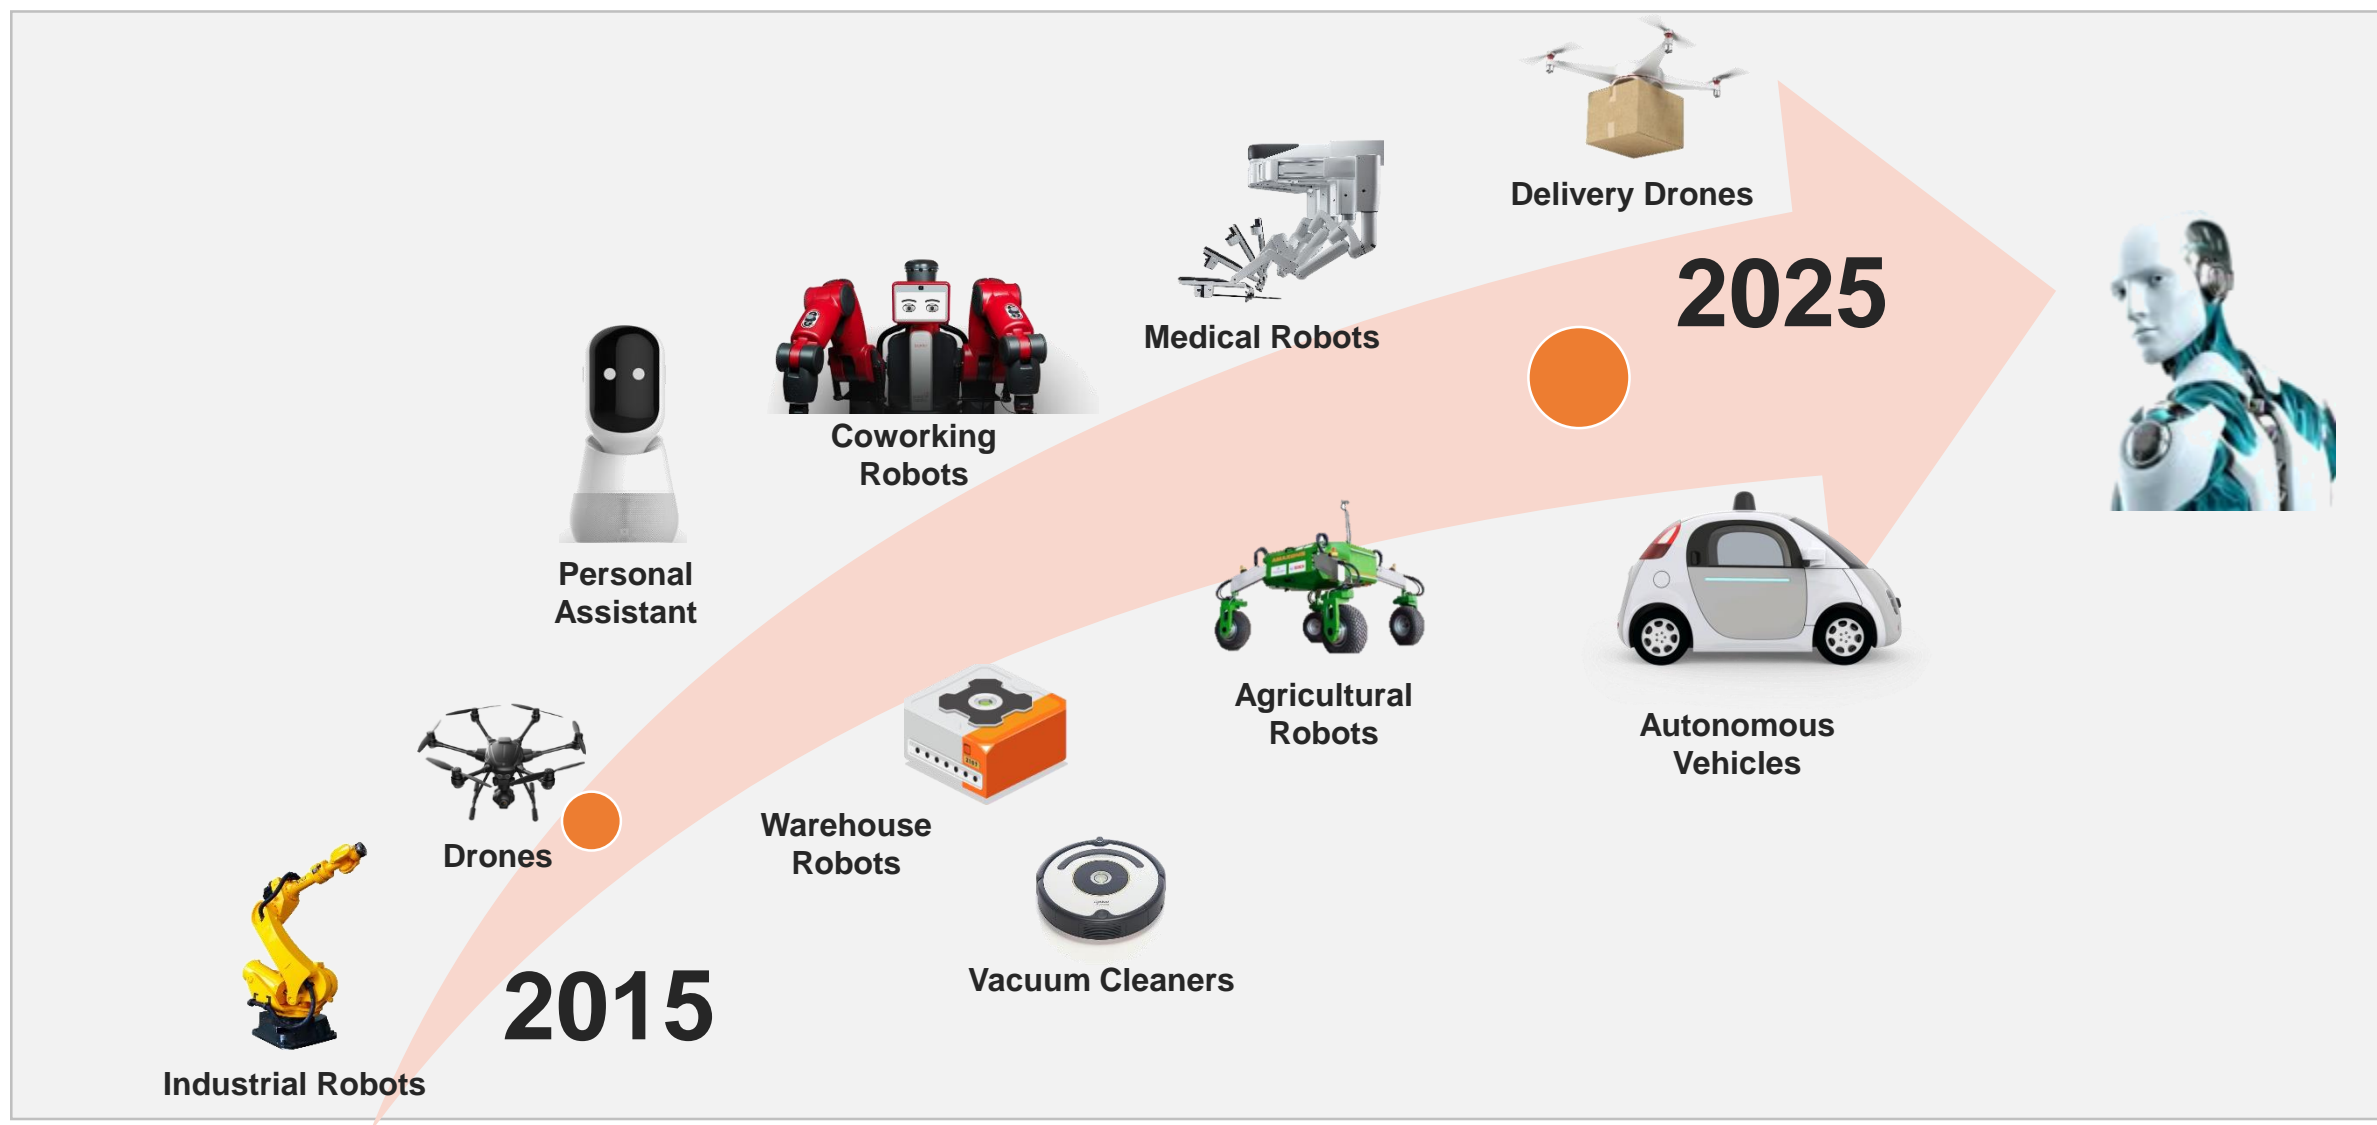 Delivery Drones
2025
Medical Robots
Coworking
Robots
Personal
Assistant
Agricultural
Robots
Autonomous
Vehicles
Drones
Warehouse
Robots
Vacuum Cleaners
2015
Industrial Robots